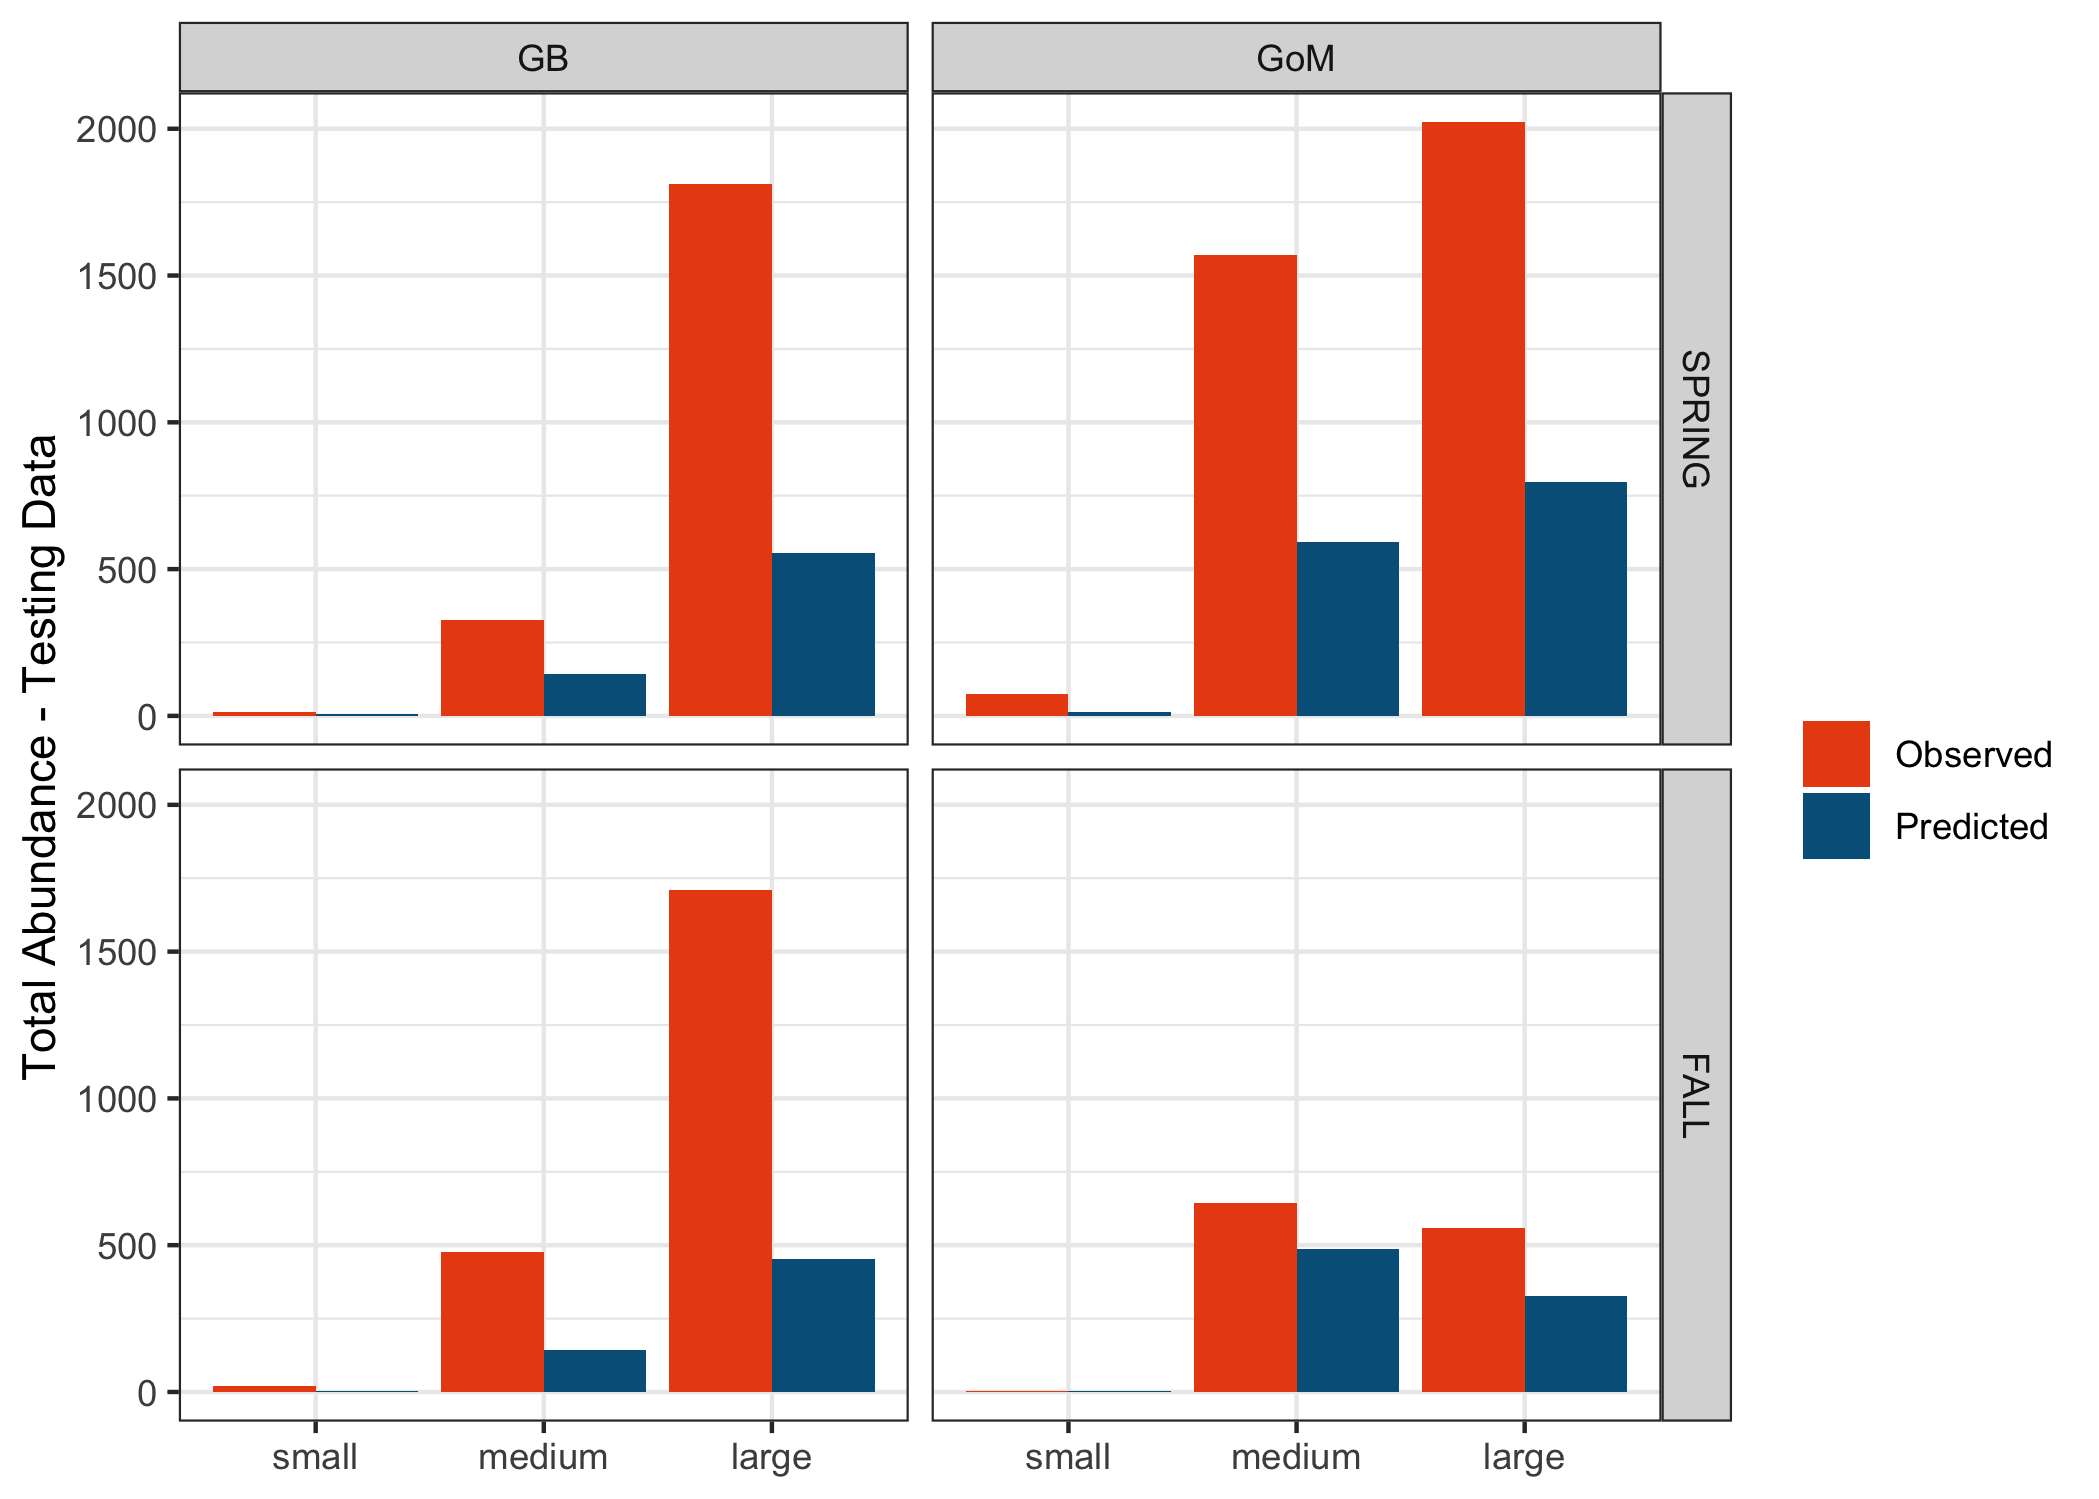 GB
GoM
2000
1500
1000
500
0
SPRING
2000
1500
1000
500
0
FALL
small
medium
large
small
medium
large
Total Abundance - Testing Data
Observed
Predicted